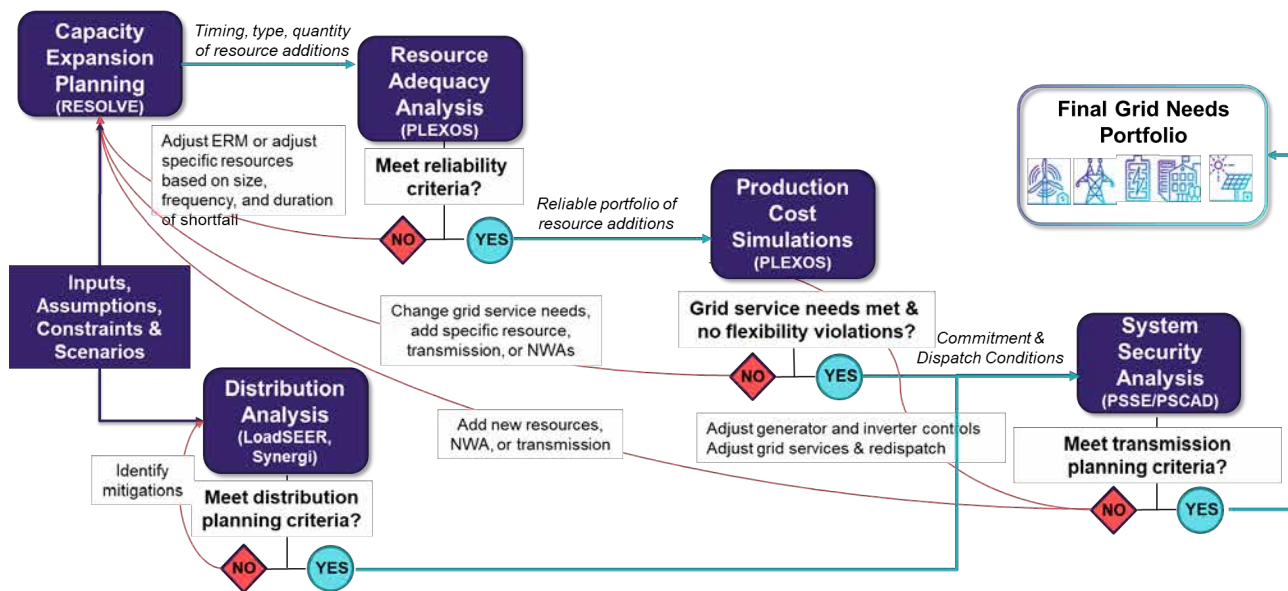 Capacity
Expansion
Planning
(RESOLVE)
Timing, type, quantity
of resource additions
Resource
Adequacy
Analysis
(PLEXOS)
Adjust ERM or adjust
specific resources
based on size,
frequency, and duration
of shortfall
Meet reliability
criteria?
NO
YES
Reliable portfolio of
resource additions
Production
Cost
Simulations
(PLEXOS)
Final Grid Needs
Portfolio
Inputs,
Assumptions,
Constraints &
Scenarios
Change grid service needs,
add specific resource,
transmission, or NWAs
Grid service needs met &
no flexibility violations?
NO
YES
Commitment &
Dispatch Conditions
System
Security
Analysis
(PSSE/PSCAD)
Distribution
Analysis
(LoadSEER,
Synergi)
Add new resources,
NWA, or transmission
Adjust generator and inverter controls
Adjust grid services & redispatch
Meet transmission
planning criteria?
NO
YES
Identify
mitigations
Meet distribution
planning criteria?
NO
YES